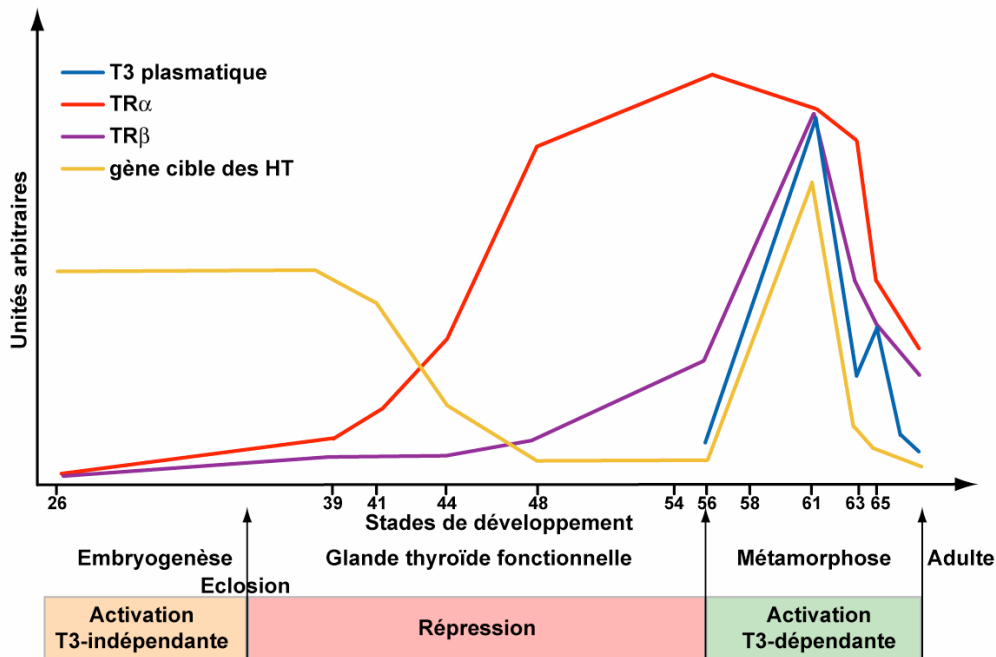 Unités arbitraires
T3 plasmatique
TRα
TRβ
gène cible des HT
26 39 41 44 48 54 56 58 61 63 65
Stades de développement
Embryogenèse Glande thyroïde fonctionnelle Métamorphose Adulte
Eclosion
Activation
T3-indépendante
Répression
Activation
T3-dépendante